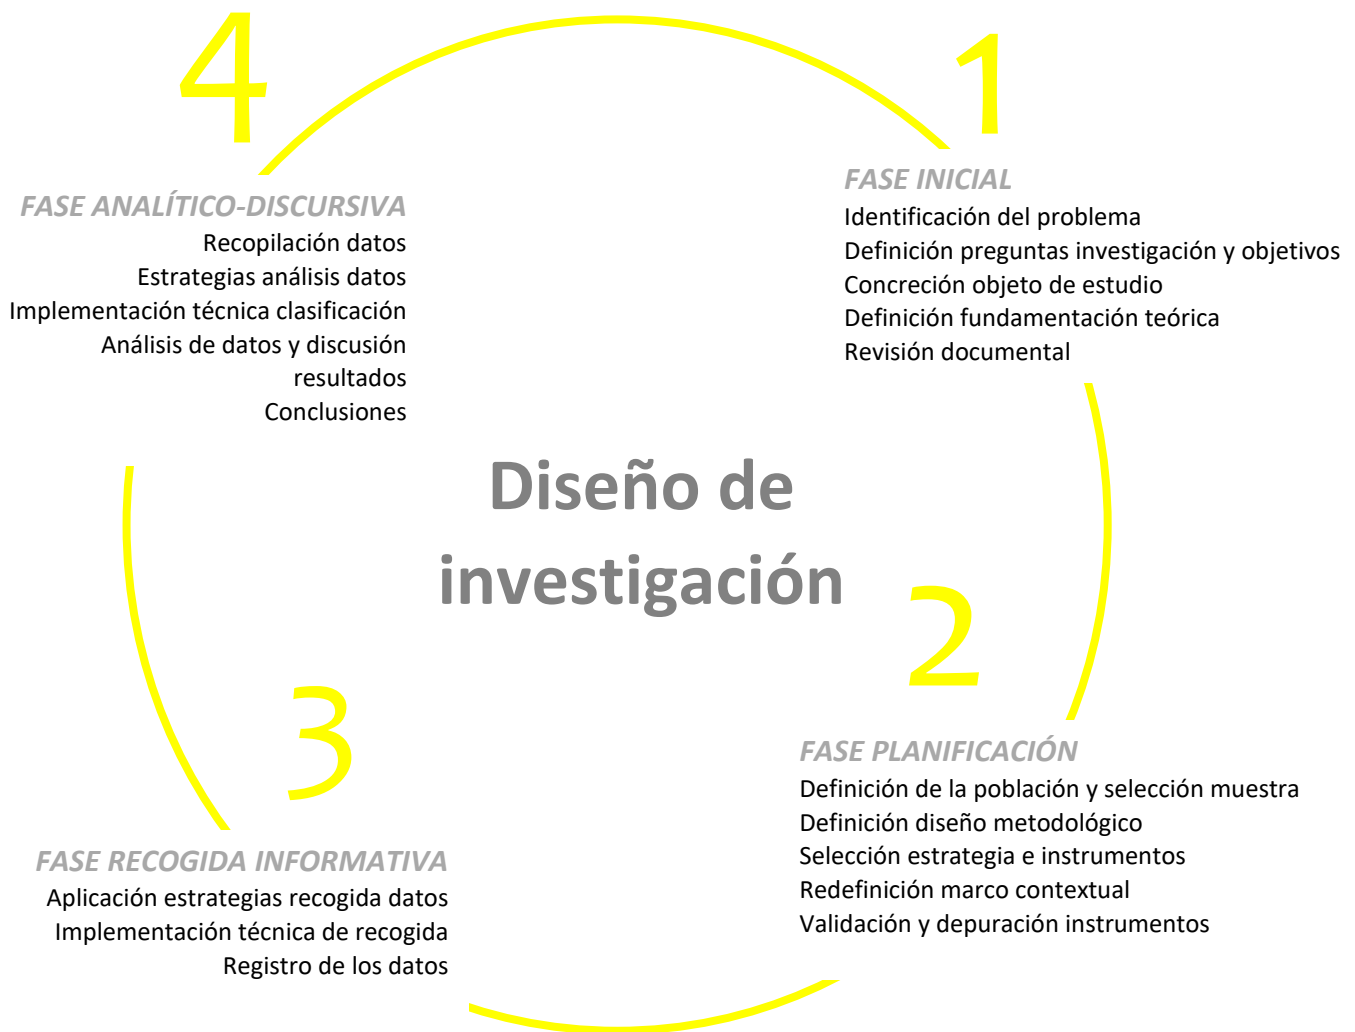 4
FASE ANALÍTICO-DISCURSIVA
Recopilación datos
Estrategias análisis datos
Implementación técnica clasificación
Análisis de datos y discusión
resultados
Conclusiones
1
FASE INICIAL
Identificación del problema
Definición preguntas investigación y objetivos
Concreción objeto de estudio
Definición fundamentación teórica
Revisión documental
Diseño de
investigación
2
FASE PLANIFICACIÓN
Definición de la población y selección muestra
Definición diseño metodológico
Selección estrategia e instrumentos
Redefinición marco contextual
Validación y depuración instrumentos
3
FASE RECOGIDA INFORMATIVA
Aplicación estrategias recogida datos
Implementación técnica de recogida
Registro de los datos